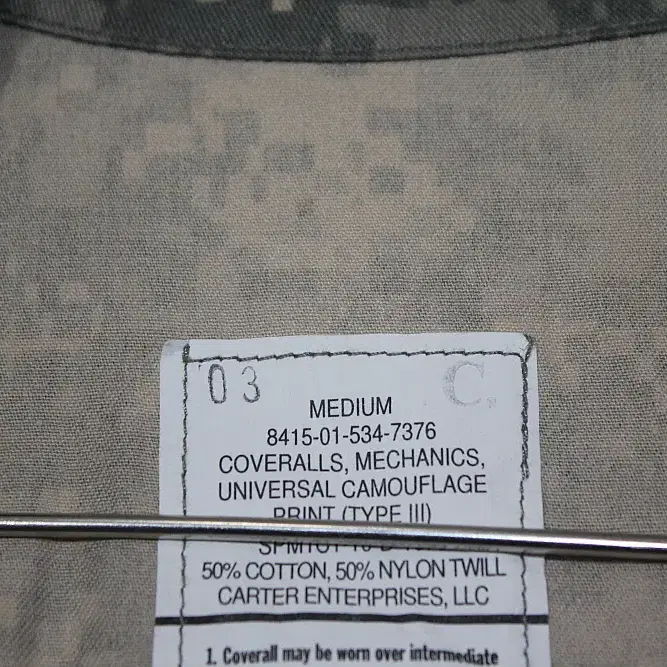 03 C
MEDIUM
8415-01-534-7376
COVERALLS, MECHANICS,
UNIVERSAL CAMOUFLAGE
PRINT (TYPE III)
50% COTTON, 50% NYLON TWILL
CARTER ENTERPRISES, LLC
1. Coverall may be worn over intermediate